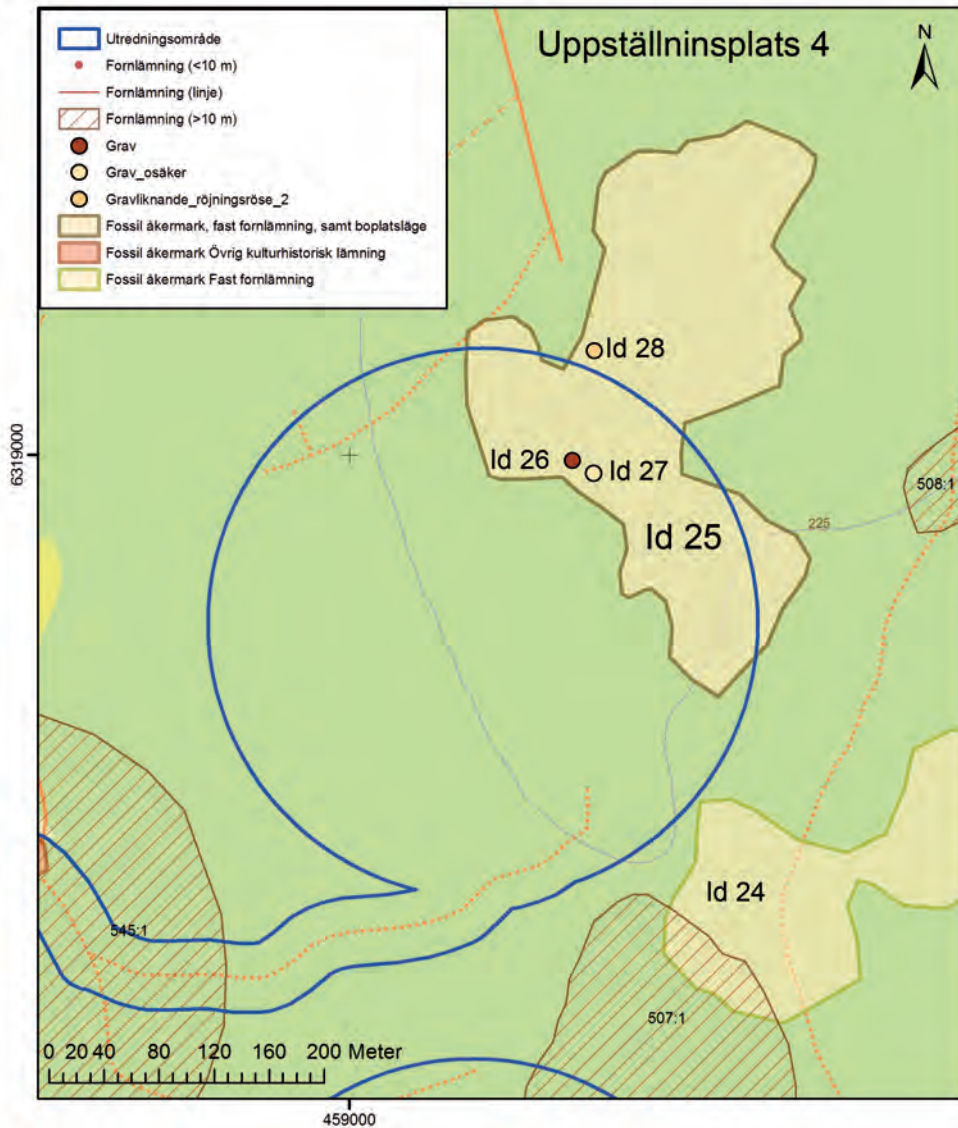 Uppställninsplats 4
N
Utredningsområde
Fornlämning (<10 m)
Fornlämning (linje)
Fornlämning (>10 m)
Grav
Grav_osäker
Gravliknande_röjningsröse_2
Fossil åkermark, fast fornlämning, samt boplatsläge
Fossil åkermark Övrig kulturhistorisk lämning
Fossil åkermark Fast fornlämning
Id 28
6319000
Id 26
Id 27
508:1
225
Id 25
Id 24
545:1
507:1
0 20 40 80 120 160 200 Meter
459000